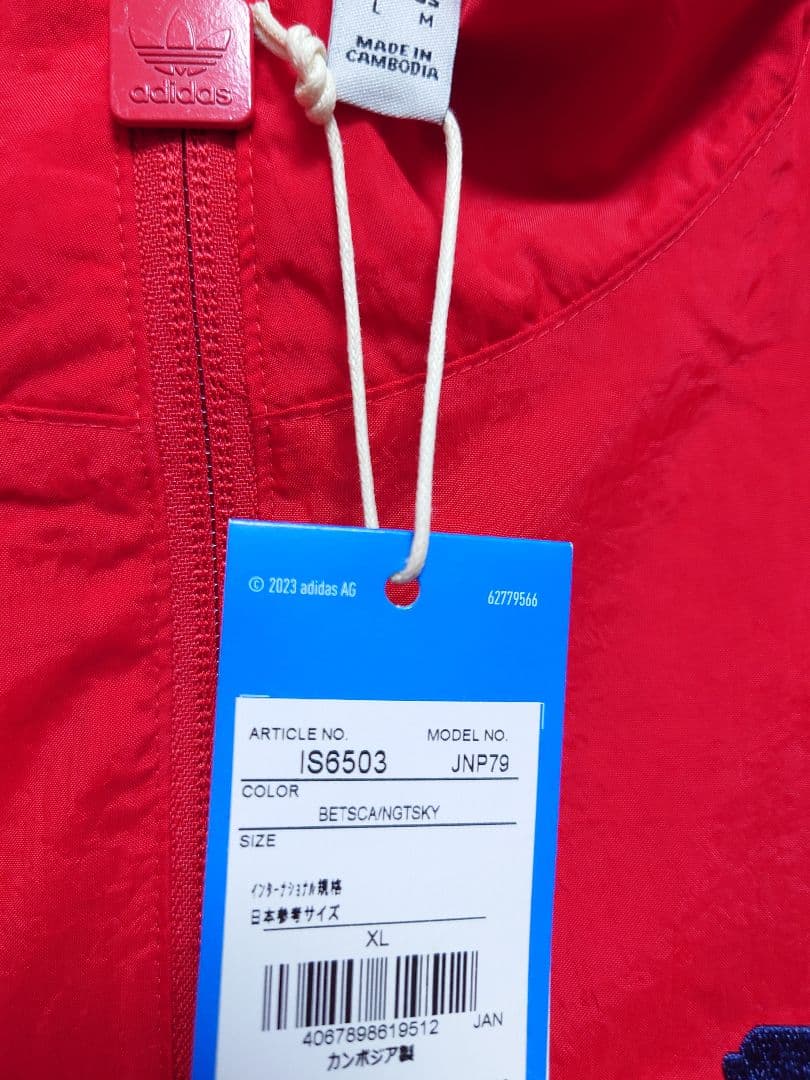 L
M
MADE IN
CAMBODIA
adidas
© 2023 adidas AG
62779566
ARTICLE NO.
MODEL NO.
IS6503
JNP79
COLOR
BETSCA/NGTSKY
SIZE
インターナショナル規格
日本参考サイズ
XL
4067898619512
JAN
カンボジア製